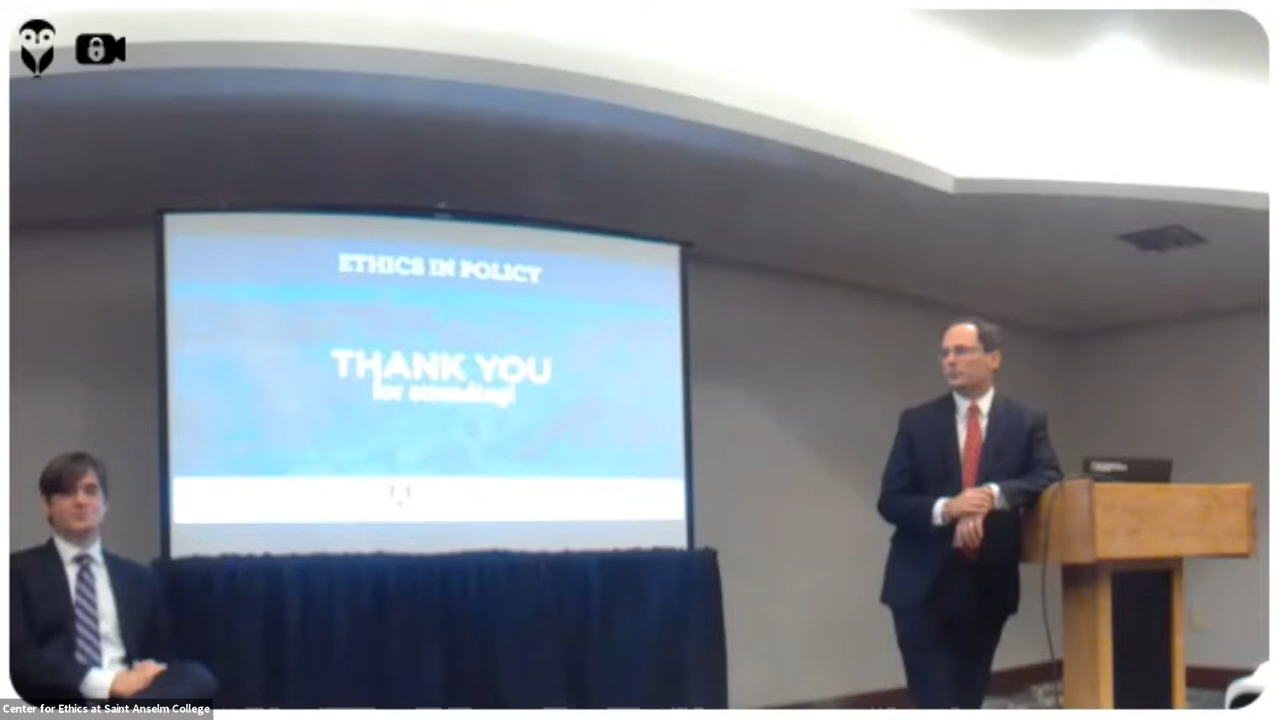 ETHICS IN POLICY
THANK YOU
for attending!
Center for Ethics at Saint Anselm College